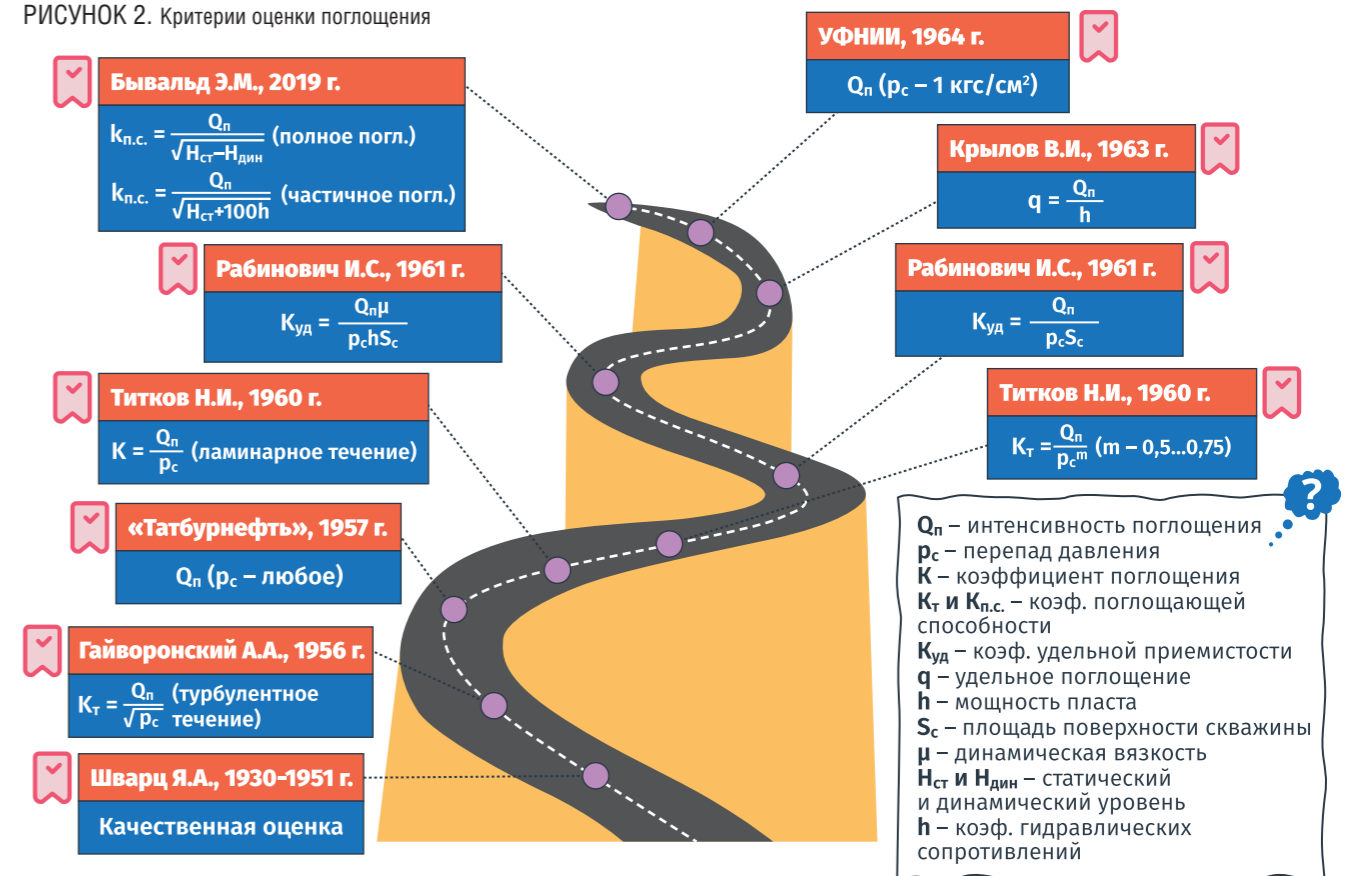 РИСУНОК 2. Критерии оценки поглощения
Бывальд Э.М., 2019 г.
kп.с. = Qп / √Hст–Hдин (полное погл.)
kп.с. = Qп / √Hст+100h (частичное погл.)
УФНИИ, 1964 г.
Qп (pс – 1 кгс/см²)
Крылов В.И., 1963 г.
q = Qп / h
Рабинович И.С., 1961 г.
Kуд = Qпμ / pсhSс
Рабинович И.С., 1961 г.
Kуд = Qп / pсSс
Титков Н.И., 1960 г.
K = Qп / pс (ламинарное течение)
Титков Н.И., 1960 г.
Kт = Qп / pсᵐ (m – 0,5...0,75)
«Татбурнефть», 1957 г.
Qп (pс – любое)
Гайворонский А.А., 1956 г.
Kт = Qп / √pс (турбулентное
течение)
Шварц Я.А., 1930–1951 г.
Качественная оценка
?
Qп – интенсивность поглощения
pс – перепад давления
K – коэффициент поглощения
Kт и Kп.с. – коэф. поглощающей
способности
Kуд – коэф. удельной приемистости
q – удельное поглощение
h – мощность пласта
Sс – площадь поверхности скважины
μ – динамическая вязкость
Hст и Hдин – статический
и динамический уровень
h – коэф. гидравлических
сопротивлений